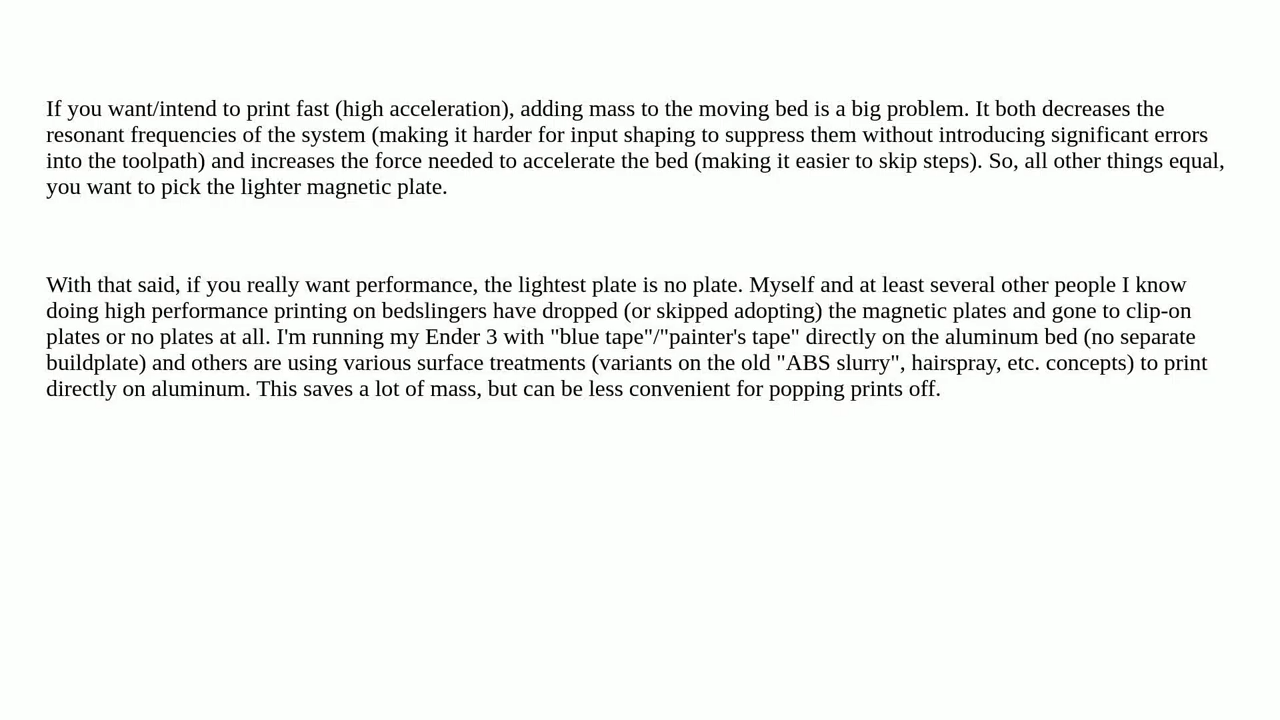 If you want/intend to print fast (high acceleration), adding mass to the moving bed is a big problem. It both decreases the
resonant frequencies of the system (making it harder for input shaping to suppress them without introducing significant errors
into the toolpath) and increases the force needed to accelerate the bed (making it easier to skip steps). So, all other things equal,
you want to pick the lighter magnetic plate.
With that said, if you really want performance, the lightest plate is no plate. Myself and at least several other people I know
doing high performance printing on bedslingers have dropped (or skipped adopting) the magnetic plates and gone to clip-on
plates or no plates at all. I'm running my Ender 3 with "blue tape"/"painter's tape" directly on the aluminum bed (no separate
buildplate) and others are using various surface treatments (variants on the old "ABS slurry", hairspray, etc. concepts) to print
directly on aluminum. This saves a lot of mass, but can be less convenient for popping prints off.